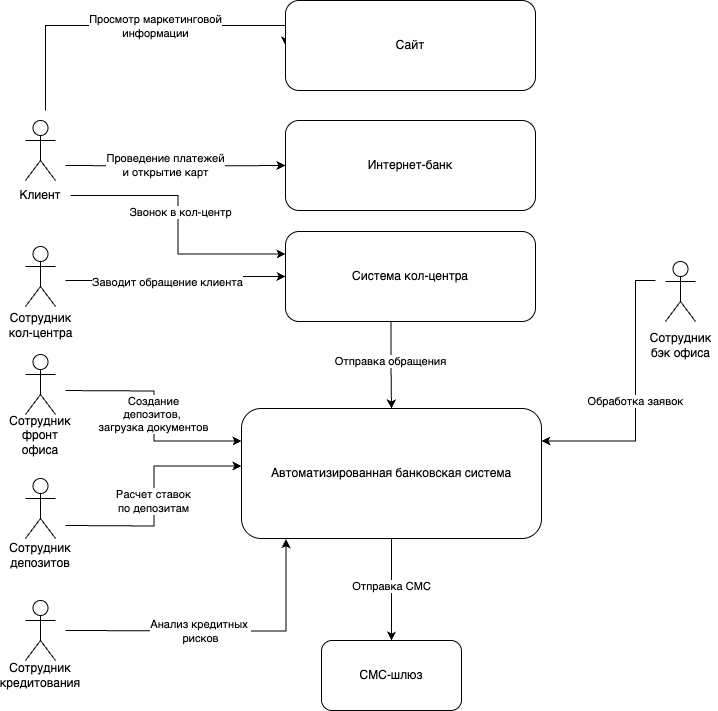 Просмотр маркетинговой
информации
Сайт
Клиент
Проведение платежей
и открытие карт
Интернет-банк
Звонок в кол-центр
Сотрудник
кол-центра
Заводит обращение клиента
Система кол-центра
Сотрудник
бэк офиса
Отправка обращения
Сотрудник
фронт
офиса
Создание
депозитов,
загрузка документов
Обработка заявок
Автоматизированная банковская система
Сотрудник
депозитов
Расчет ставок
по депозитам
Отправка СМС
Сотрудник
кредитования
Анализ кредитных
рисков
СМС-шлюз